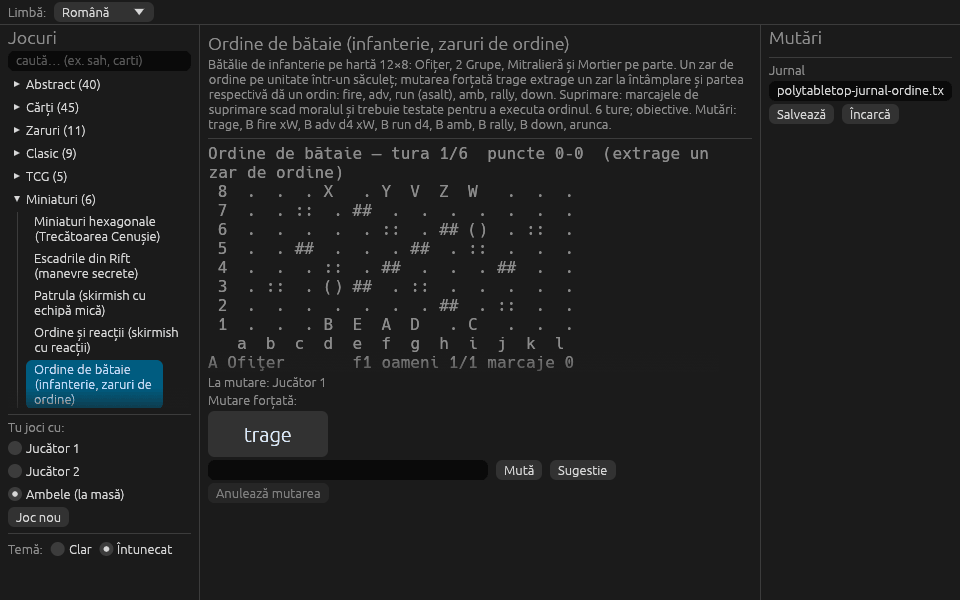 Limbă: Română
Jocuri
caută... (ex. sah, carti)
Abstract (40)
Cărți (45)
Zaruri (11)
Clasic (9)
TCG (5)
Miniaturi (6)
Miniaturi hexagonale
(Trecătoarea Cenușie)
Escadrile din Rift
(manevre secrete)
Patrula (skirmish cu
echipă mică)
Ordine și reacții (skirmish
cu reacții)
Ordine de bătaie
(infanterie, zaruri de
ordine)
Tu joci cu:
Jucător 1
Jucător 2
Ambele (la masă)
Joc nou
Temă: Clar Întunecat
Ordine de bătaie (infanterie, zaruri de ordine)
Bătălie de infanterie pe hartă 12×8: Ofițer, 2 Grupe, Mitralieră și Mortier pe parte. Un zar de
ordine pe unitate într-un săculeț; mutarea forțată trage extrage un zar la întâmplare și partea
respectivă dă un ordin: fire, adv, run (asalt), amb, rally, down. Suprimare: marcajele de
suprimare scad moralul și trebuie testate pentru a executa ordinul. 6 ture; obiective. Mutări:
trage, B fire xW, B adv d4 xW, B run d4, B amb, B rally, B down, arunca.
Ordine de bătaie — tura 1/6  puncte 0-0  (extrage un
zar de ordine)
8  .  .  . X   . Y  V  Z  W   .  .  .
7  .  . ::  . ##  .  .  .  .  .  .  .
6  .  .  .  .  . ::  . ## ()  . ::  .
5  .  . ##  .  .  . ##  . ::  .  .  .
4  .  .  . ::  . ##  .  .  . ##  .  .
3  . ::  . () ##  . ::  .  .  .  .  .
2  .  .  .  .  .  .  . ##  . ::  .  .
1  .  .  . B  E  A  D   . C   .  .  .
a  b  c  d  e  f  g  h  i  j  k  l
A Ofițer       f1 oameni 1/1 marcaje 0
La mutare: Jucător 1
Mutare forțată:
trage
Mută Sugestie
Anulează mutarea
Mutări
Jurnal
polytabletop-jurnal-ordine.tx
Salvează Încarcă